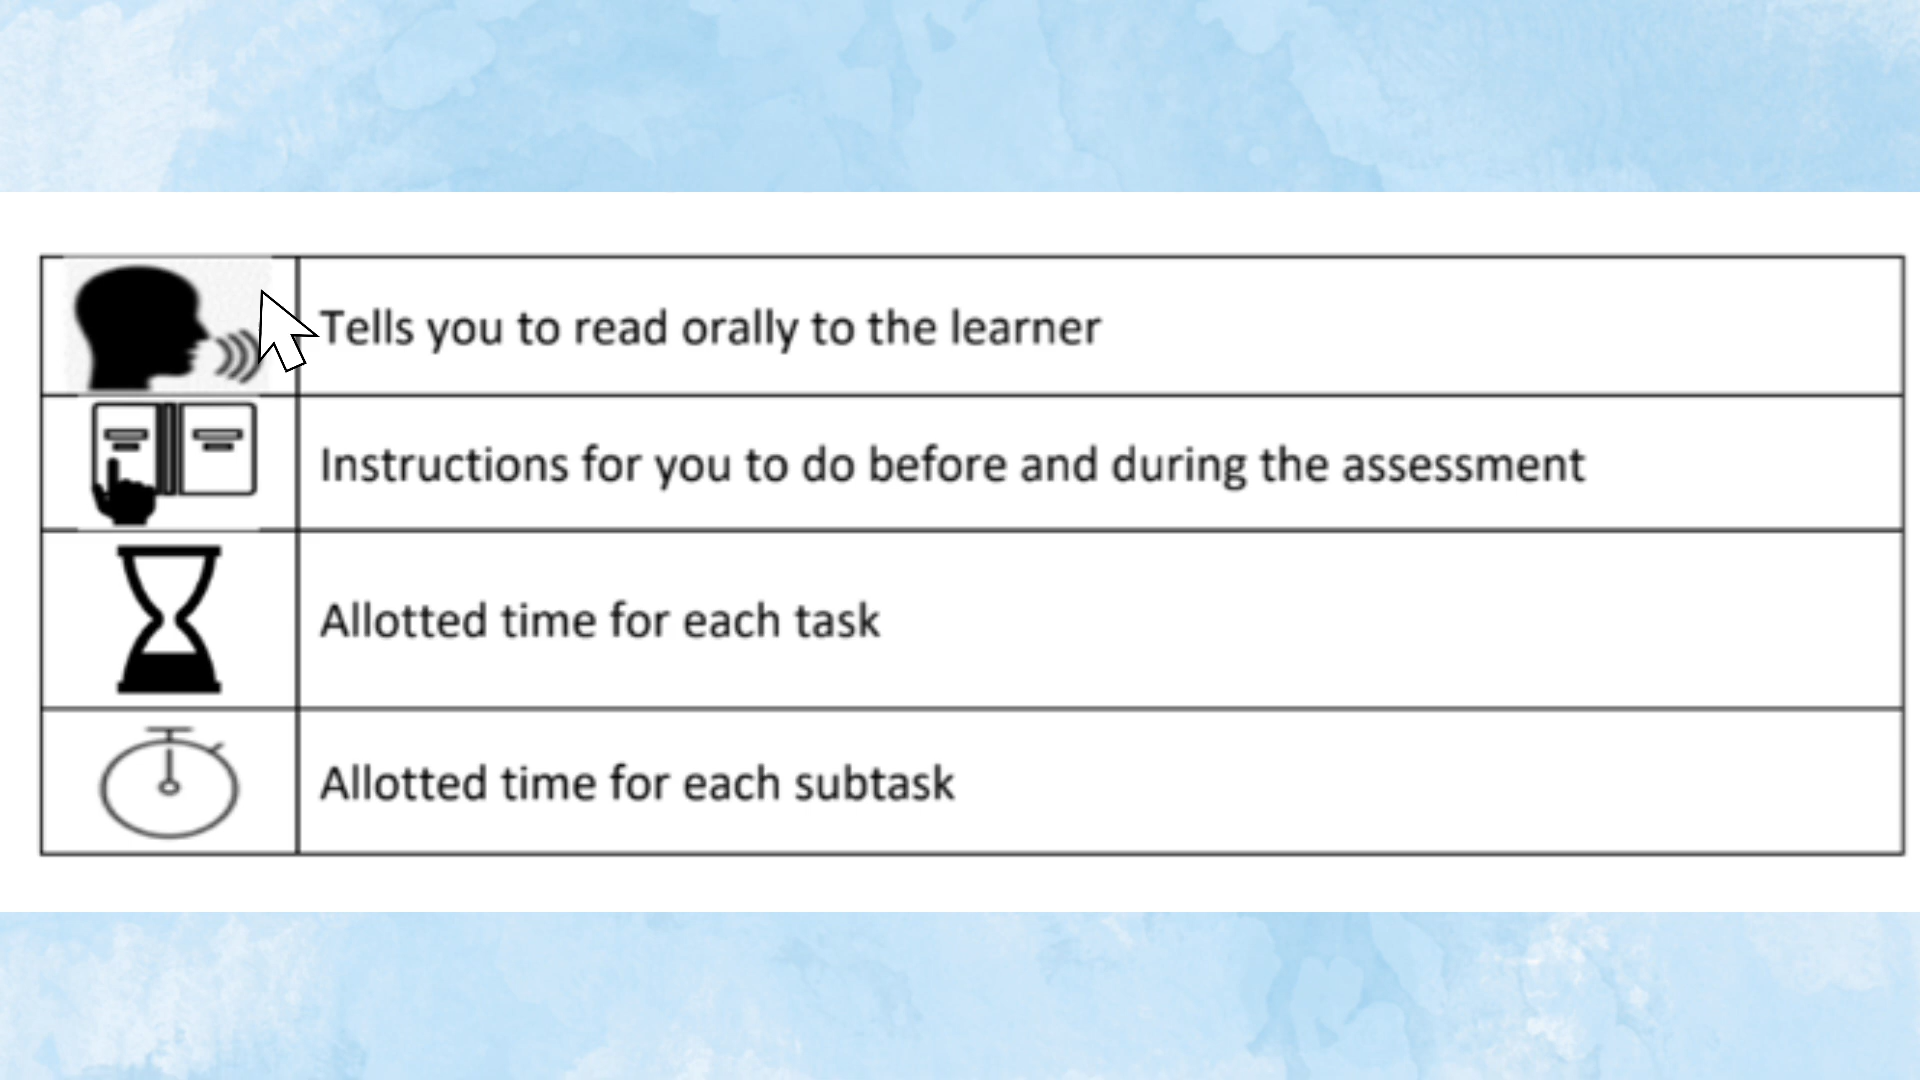 Tells you to read orally to the learner
Instructions for you to do before and during the assessment
Allotted time for each task
Allotted time for each subtask